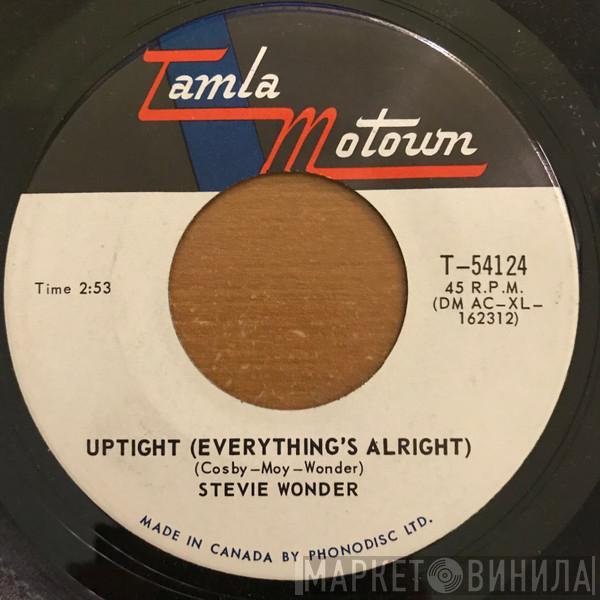 Tamla
Motown
Time 2:53
T-54124
45 R.P.M.
(DM AC-XL-
162312)
UPTIGHT (EVERYTHING'S ALRIGHT)
(Cosby-Moy-Wonder)
STEVIE WONDER
MADE IN CANADA BY PHONODISC LTD.
МАРКЕТ ВИНИЛА